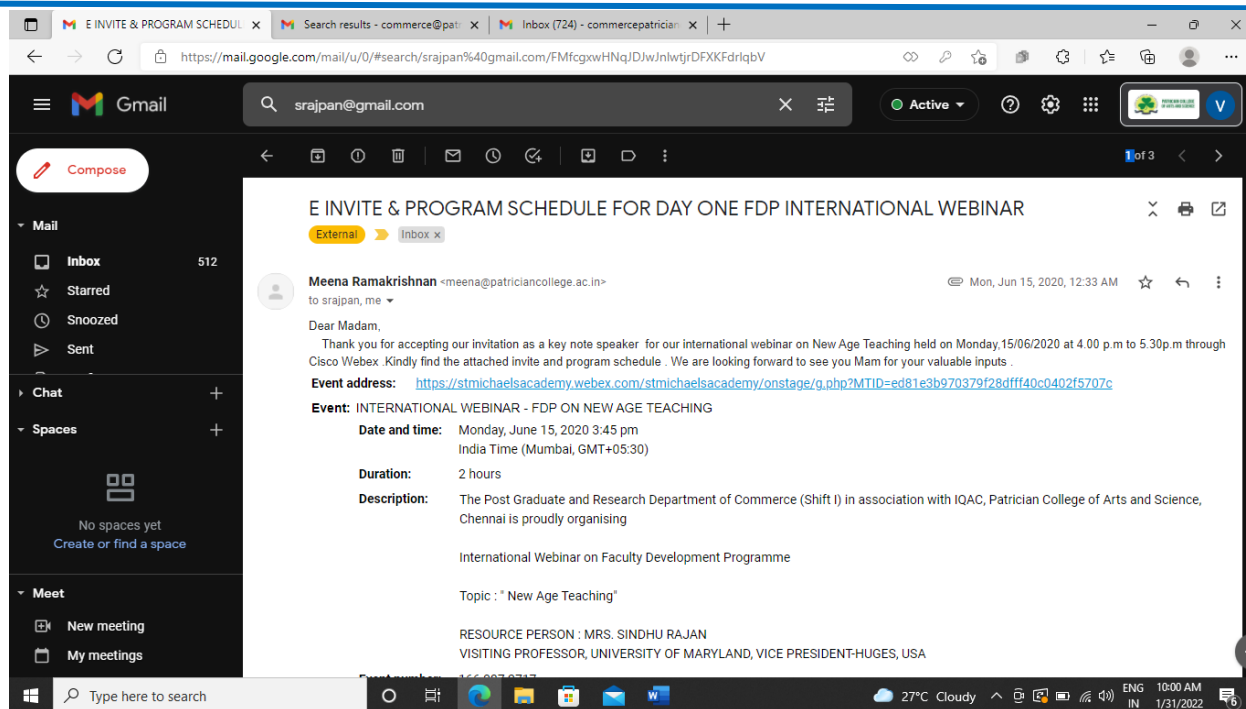 E INVITE & PROGRAM SCHEDUL
Search results - commerce@patr
Inbox (724) - commercepatrician
https://mail.google.com/mail/u/0/#search/srajpan%40gmail.com/FMfcgxwHNqJDJwJnlwtjrDFXKFdrlqbV
Gmail
srajpan@gmail.com
Active
V
Compose
1 of 3
E INVITE & PROGRAM SCHEDULE FOR DAY ONE FDP INTERNATIONAL WEBINAR
External
Inbox x
Mail
Inbox 512
Starred
Snoozed
Sent
Chat
Spaces
No spaces yet
Create or find a space
Meet
New meeting
My meetings
Meena Ramakrishnan <meena@patriciancollege.ac.in>
Mon, Jun 15, 2020, 12:33 AM
to srajpan, me
Dear Madam,
Thank you for accepting our invitation as a key note speaker for our international webinar on New Age Teaching held on Monday,15/06/2020 at 4.00 p.m to 5.30p.m through
Cisco Webex .Kindly find the attached invite and program schedule . We are looking forward to see you Mam for your valuable inputs .
Event address: https://stmichaelsacademy.webex.com/stmichaelsacademy/onstage/g.php?MTID=ed81e3b970379f28dfff40c0402f5707c
Event: INTERNATIONAL WEBINAR - FDP ON NEW AGE TEACHING
Date and time: Monday, June 15, 2020 3:45 pm
India Time (Mumbai, GMT+05:30)
Duration: 2 hours
Description: The Post Graduate and Research Department of Commerce (Shift I) in association with IQAC, Patrician College of Arts and Science,
Chennai is proudly organising
International Webinar on Faculty Development Programme
Topic : " New Age Teaching"
RESOURCE PERSON : MRS. SINDHU RAJAN
VISITING PROFESSOR, UNIVERSITY OF MARYLAND, VICE PRESIDENT-HUGES, USA
Type here to search
27°C Cloudy
ENG
IN
10:00 AM
1/31/2022
6